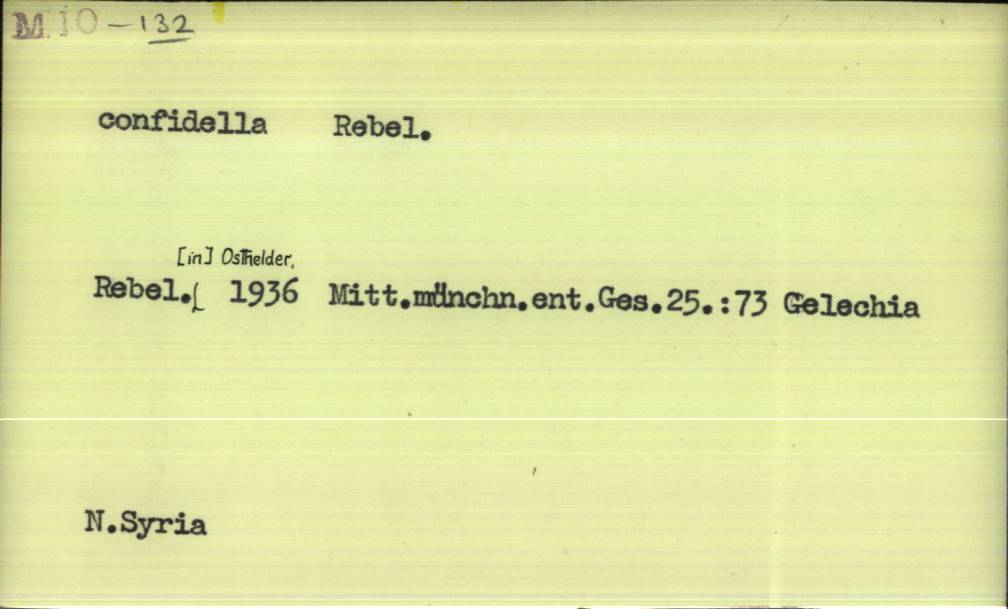 M.10-132
confidella Rebel.
[in] Osthelder,
Rebel. 1936 Mitt.münchn.ent.Ges.25.:73 Gelechia
N.Syria